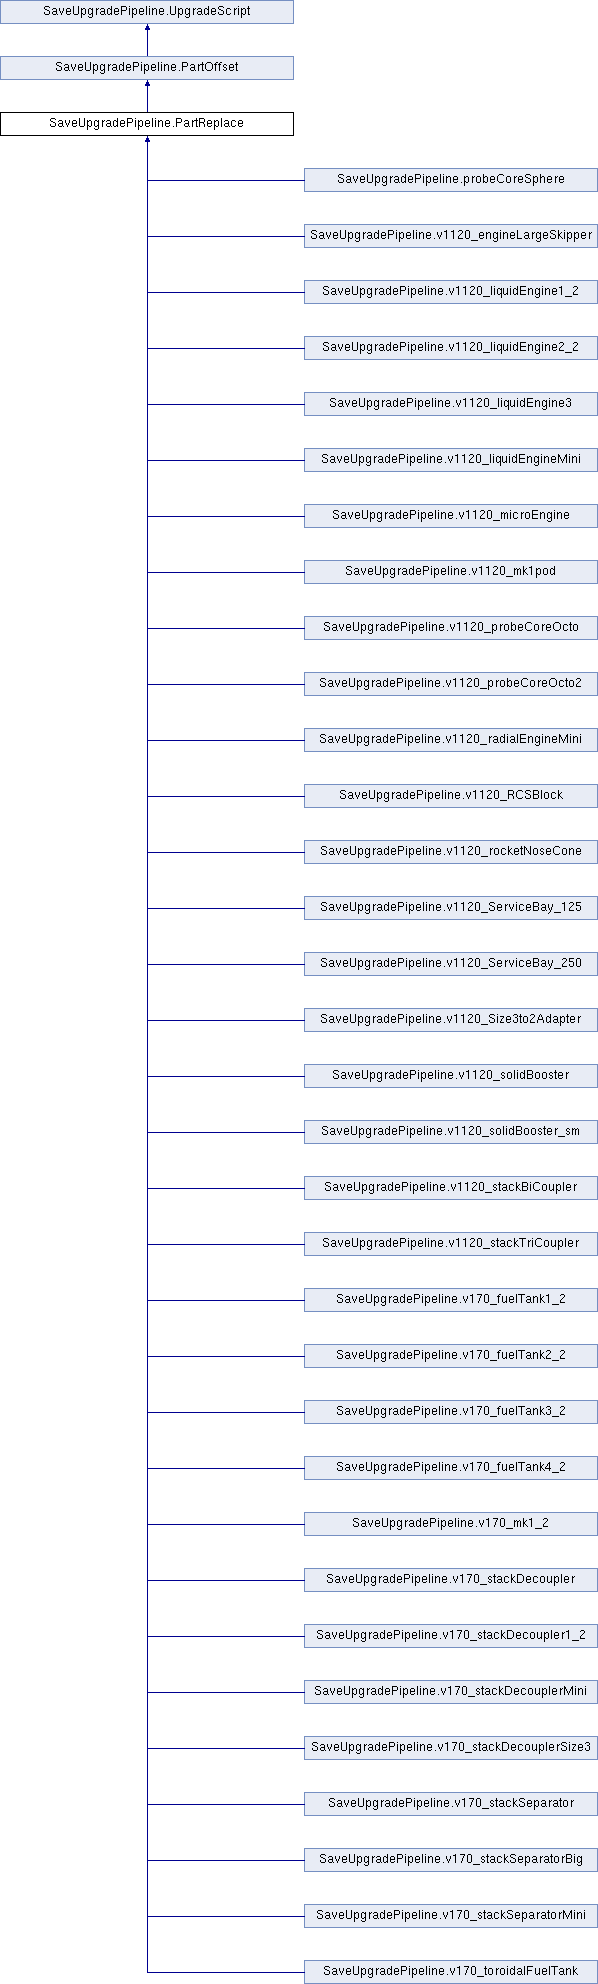 SaveUpgradePipeline.UpgradeScript
SaveUpgradePipeline.PartOffset
SaveUpgradePipeline.PartReplace
SaveUpgradePipeline.probeCoreSphere
SaveUpgradePipeline.v1120_engineLargeSkipper
SaveUpgradePipeline.v1120_liquidEngine1_2
SaveUpgradePipeline.v1120_liquidEngine2_2
SaveUpgradePipeline.v1120_liquidEngine3
SaveUpgradePipeline.v1120_liquidEngineMini
SaveUpgradePipeline.v1120_microEngine
SaveUpgradePipeline.v1120_mk1pod
SaveUpgradePipeline.v1120_probeCoreOcto
SaveUpgradePipeline.v1120_probeCoreOcto2
SaveUpgradePipeline.v1120_radialEngineMini
SaveUpgradePipeline.v1120_RCSBlock
SaveUpgradePipeline.v1120_rocketNoseCone
SaveUpgradePipeline.v1120_ServiceBay_125
SaveUpgradePipeline.v1120_ServiceBay_250
SaveUpgradePipeline.v1120_Size3to2Adapter
SaveUpgradePipeline.v1120_solidBooster
SaveUpgradePipeline.v1120_solidBooster_sm
SaveUpgradePipeline.v1120_stackBiCoupler
SaveUpgradePipeline.v1120_stackTriCoupler
SaveUpgradePipeline.v170_fuelTank1_2
SaveUpgradePipeline.v170_fuelTank2_2
SaveUpgradePipeline.v170_fuelTank3_2
SaveUpgradePipeline.v170_fuelTank4_2
SaveUpgradePipeline.v170_mk1_2
SaveUpgradePipeline.v170_stackDecoupler
SaveUpgradePipeline.v170_stackDecoupler1_2
SaveUpgradePipeline.v170_stackDecouplerMini
SaveUpgradePipeline.v170_stackDecouplerSize3
SaveUpgradePipeline.v170_stackSeparator
SaveUpgradePipeline.v170_stackSeparatorBig
SaveUpgradePipeline.v170_stackSeparatorMini
SaveUpgradePipeline.v170_toroidalFuelTank